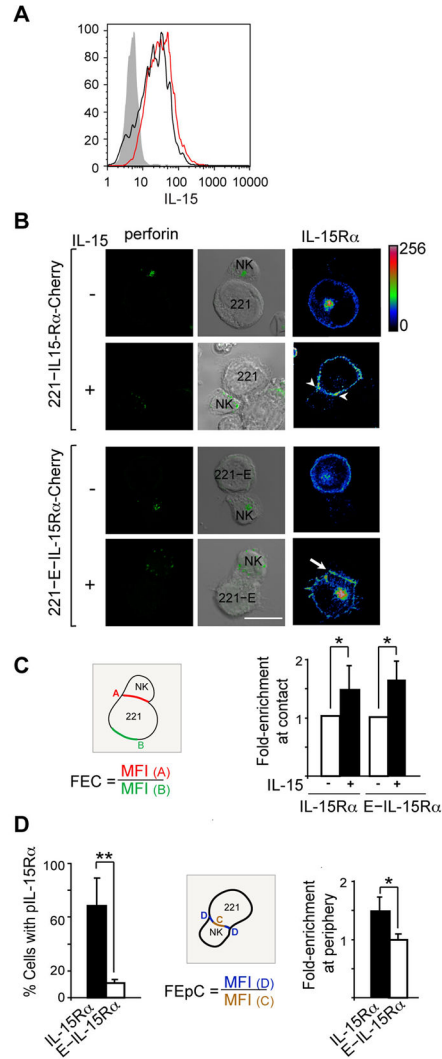 A
100
80
60
40
20
0
1 10 100 1000 10000
IL-15
B
IL-15 perforin IL-15Rα
221−IL15-Rα-Cherry
-
NK
221
256
0
+
221
NK
221−E−IL-15Rα-Cherry
-
221−E
NK
+
NK
221−E
C
NK
A
221
B
FEC = MFI (A)
MFI (B)
Fold-enrichment
at contact
2
1
0
*
*
IL-15 - + - +
IL-15Rα E−IL-15Rα
D
% Cells with pIL-15Rα
100
80
60
20
0
**
IL-15Rα
E−IL-15Rα
221
D
C
D
NK
FEpC = MFI (D)
MFI (C)
Fold-enrichment
at periphery
2
1
0
*
IL-15Rα
E−IL-15Rα